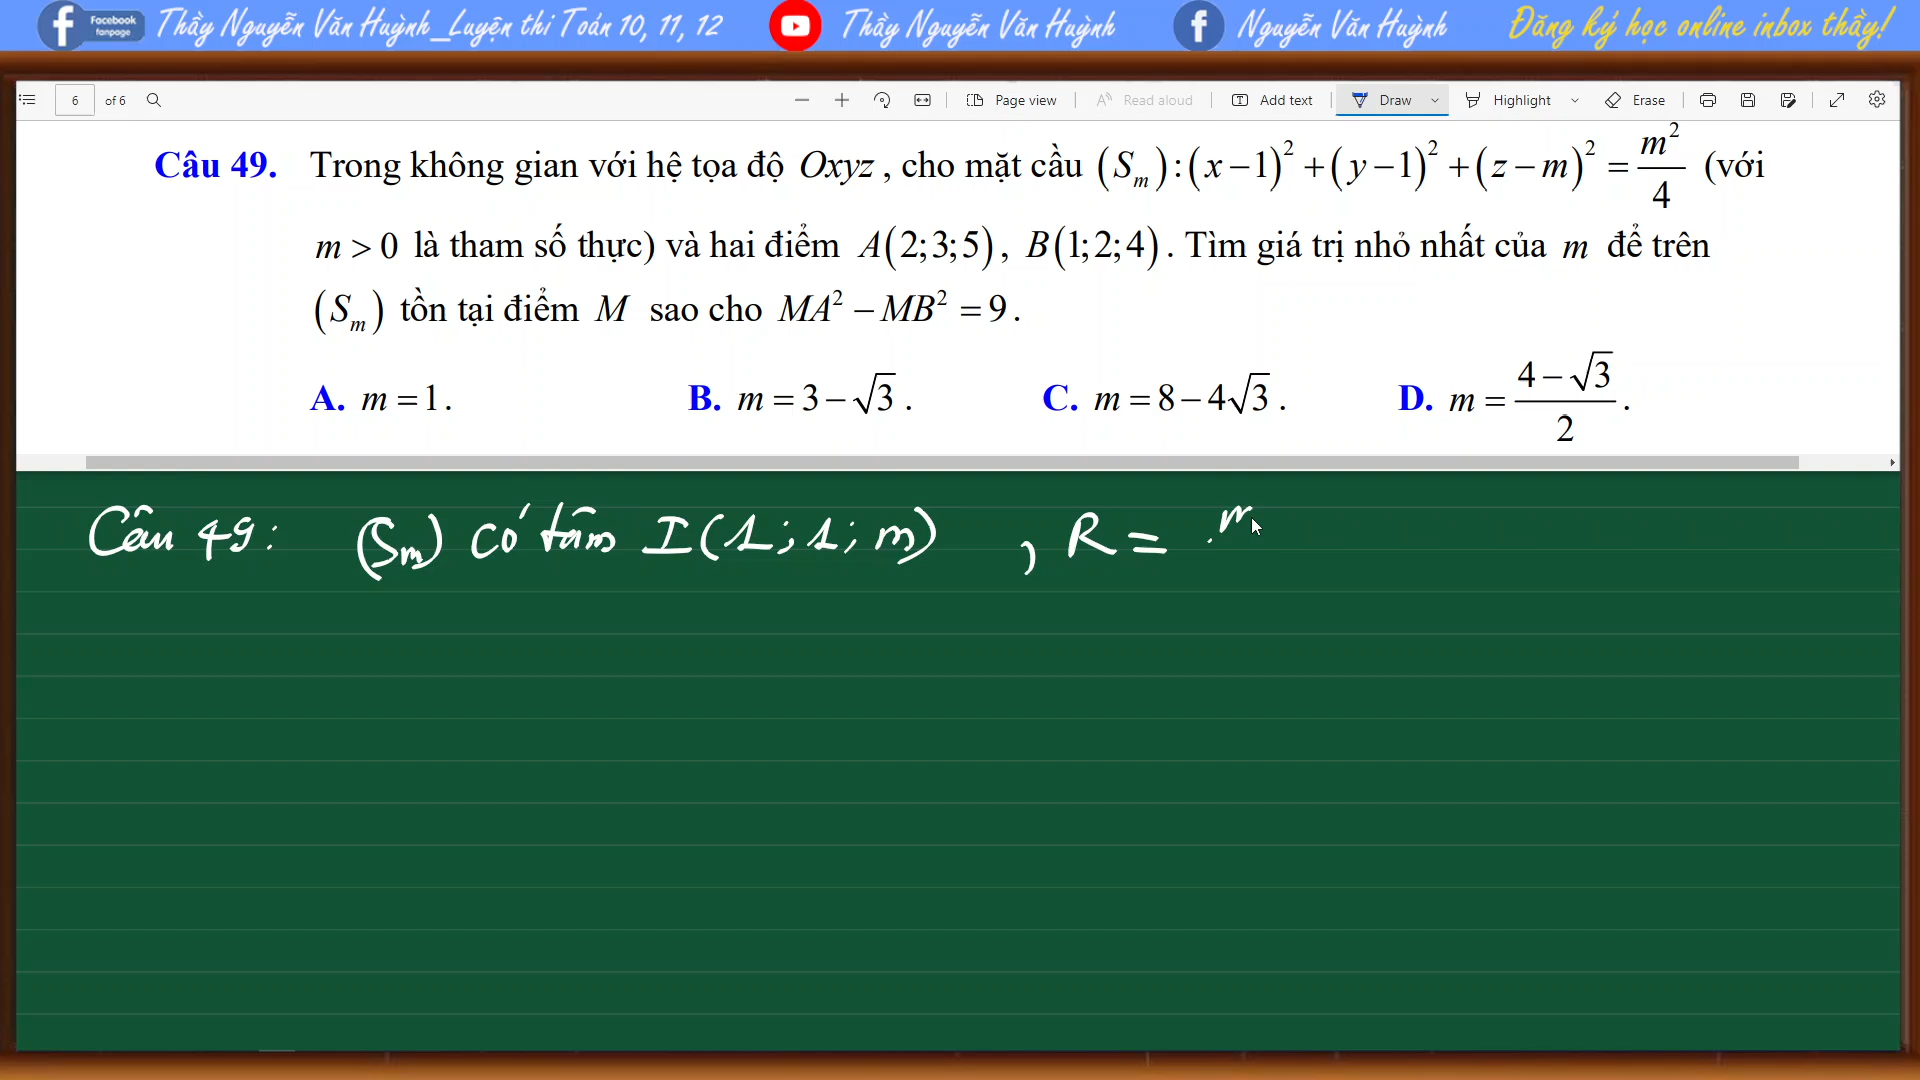 Facebook fanpage Thầy Nguyễn Văn Huỳnh_Luyện thi Toán 10, 11, 12 Thầy Nguyễn Văn Huỳnh Nguyễn Văn Huỳnh Đăng ký học online inbox thầy!
6 of 6 Page view Read aloud Add text Draw Highlight Erase
Câu 49. Trong không gian với hệ tọa độ Oxyz, cho mặt cầu (S_m):(x−1)²+(y−1)²+(z−m)²=m²/4 (với
m > 0 là tham số thực) và hai điểm A(2;3;5), B(1;2;4). Tìm giá trị nhỏ nhất của m để trên
(S_m) tồn tại điểm M sao cho MA² − MB² = 9.
A. m = 1. B. m = 3 − √3. C. m = 8 − 4√3. D. m = (4 − √3)/2.
Câu 49: (S_m) có tâm I(1; 1; m) , R = m